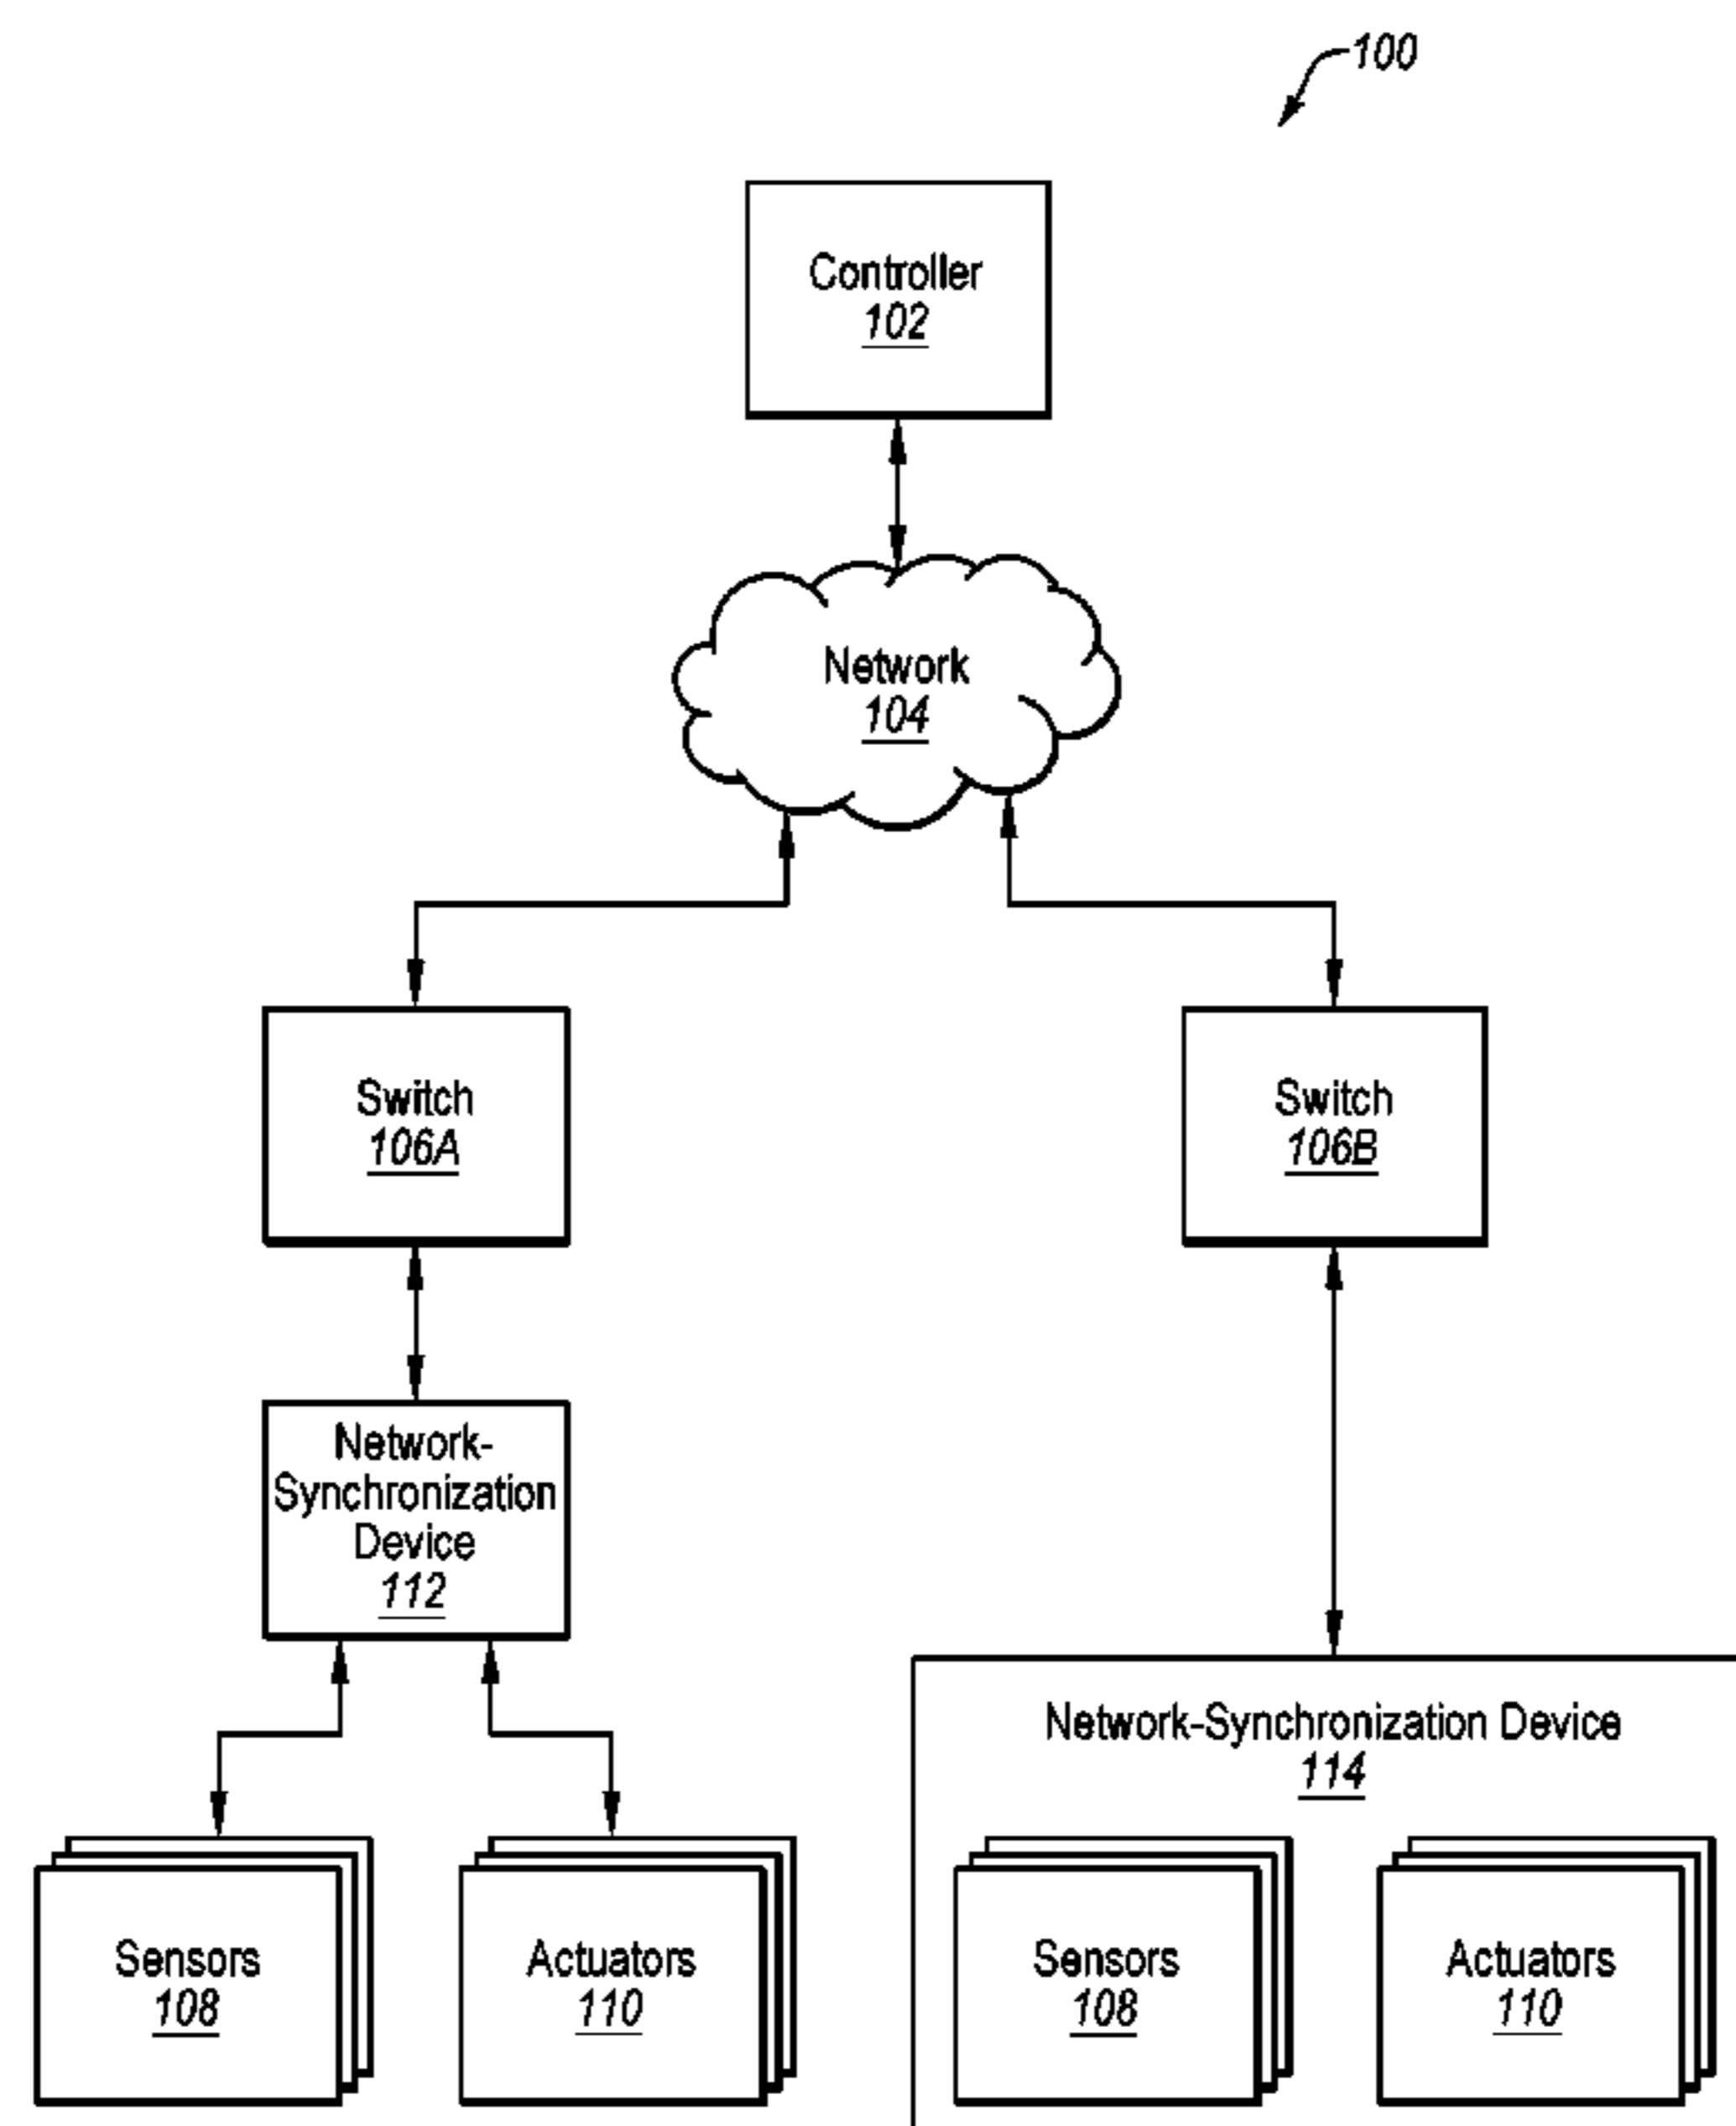 100
Controller
102
Network
104
Switch
106A
Switch
106B
Network-
Synchronization
Device
112
Network-Synchronization Device
114
Sensors
108
Actuators
110
Sensors
108
Actuators
110